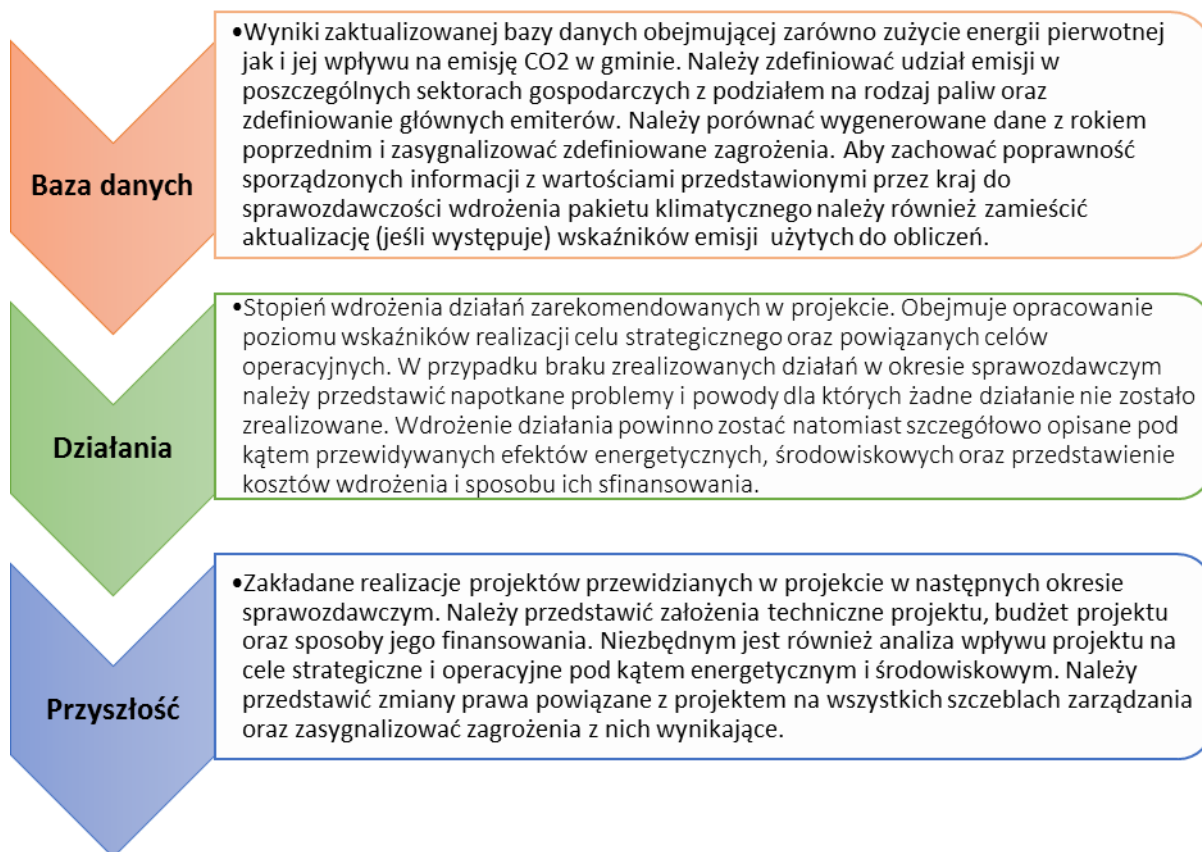 Baza danych
•Wyniki zaktualizowanej bazy danych obejmującej zarówno zużycie energii pierwotnej
jak i jej wpływu na emisję CO2 w gminie. Należy zdefiniować udział emisji w
poszczególnych sektorach gospodarczych z podziałem na rodzaj paliw oraz
zdefiniowanie głównych emiterów. Należy porównać wygenerowane dane z rokiem
poprzednim i zasygnalizować zdefiniowane zagrożenia. Aby zachować poprawność
sporządzonych informacji z wartościami przedstawionymi przez kraj do
sprawozdawczości wdrożenia pakietu klimatycznego należy również zamieścić
aktualizację (jeśli występuje) wskaźników emisji użytych do obliczeń.
Działania
•Stopień wdrożenia działań zarekomendowanych w projekcie. Obejmuje opracowanie
poziomu wskaźników realizacji celu strategicznego oraz powiązanych celów
operacyjnych. W przypadku braku zrealizowanych działań w okresie sprawozdawczym
należy przedstawić napotkane problemy i powody dla których żadne działanie nie zostało
zrealizowane. Wdrożenie działania powinno zostać natomiast szczegółowo opisane pod
kątem przewidywanych efektów energetycznych, środowiskowych oraz przedstawienie
kosztów wdrożenia i sposobu ich sfinansowania.
Przyszłość
•Zakładane realizacje projektów przewidzianych w projekcie w następnych okresie
sprawozdawczym. Należy przedstawić założenia techniczne projektu, budżet projektu
oraz sposoby jego finansowania. Niezbędnym jest również analiza wpływu projektu na
cele strategiczne i operacyjne pod kątem energetycznym i środowiskowym. Należy
przedstawić zmiany prawa powiązane z projektem na wszystkich szczeblach zarządzania
oraz zasygnalizować zagrożenia z nich wynikające.